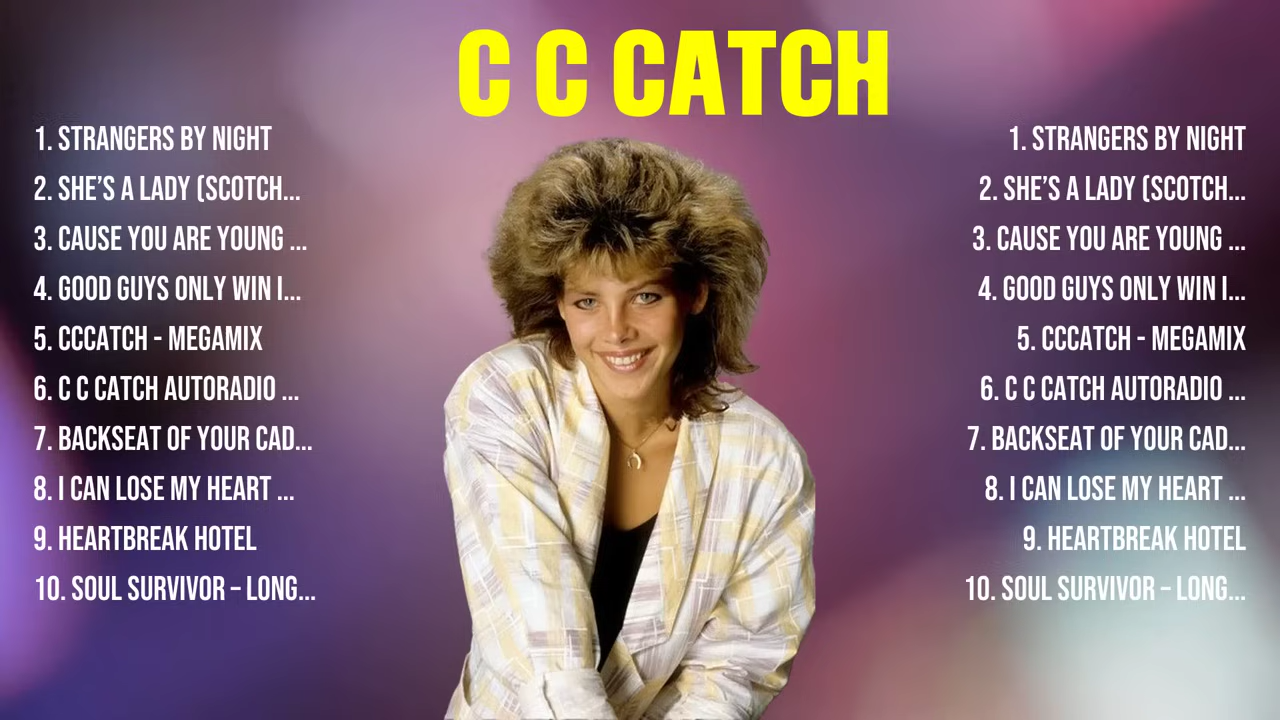 C C CATCH
1. STRANGERS BY NIGHT
2. SHE’S A LADY (SCOTCH...
3. CAUSE YOU ARE YOUNG ...
4. GOOD GUYS ONLY WIN I...
5. CCCATCH - MEGAMIX
6. C C CATCH AUTORADIO ...
7. BACKSEAT OF YOUR CAD...
8. I CAN LOSE MY HEART ...
9. HEARTBREAK HOTEL
10. SOUL SURVIVOR – LONG...
1. STRANGERS BY NIGHT
2. SHE’S A LADY (SCOTCH...
3. CAUSE YOU ARE YOUNG ...
4. GOOD GUYS ONLY WIN I...
5. CCCATCH - MEGAMIX
6. C C CATCH AUTORADIO ...
7. BACKSEAT OF YOUR CAD...
8. I CAN LOSE MY HEART ...
9. HEARTBREAK HOTEL
10. SOUL SURVIVOR – LONG...